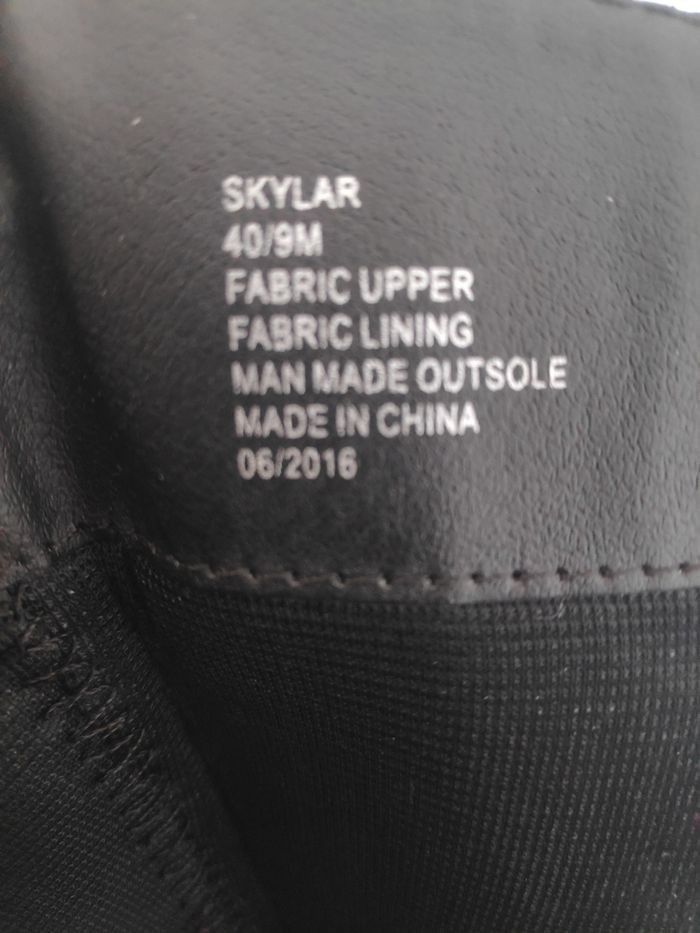 SKYLAR
40/9M
FABRIC UPPER
FABRIC LINING
MAN MADE OUTSOLE
MADE IN CHINA
06/2016